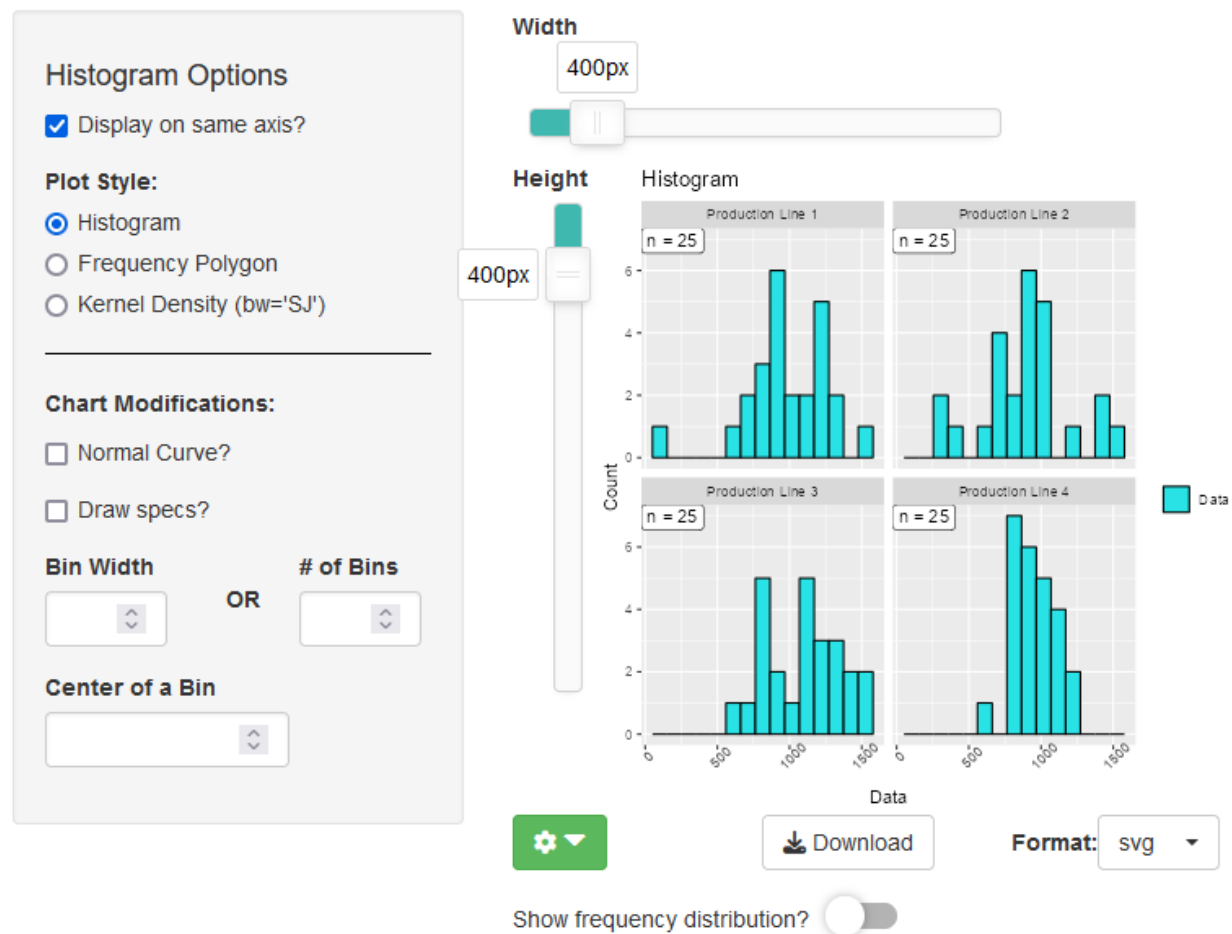 Histogram Options
Display on same axis?
Plot Style:
Histogram
Frequency Polygon
Kernel Density (bw='SJ')
Chart Modifications:
Normal Curve?
Draw specs?
Bin Width
OR
# of Bins
Center of a Bin
Width
400px
Height
400px
Histogram
Production Line 1
Production Line 2
n = 25
n = 25
6
4
2
0
Count
Production Line 3
Production Line 4
n = 25
n = 25
6
4
2
0
0 500 1000 1500
0 500 1000 1500
Data
Data
Download
Format:
svg
Show frequency distribution?